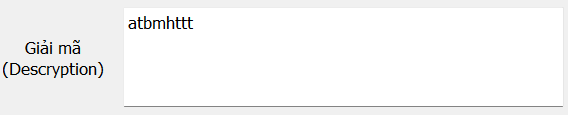 atbmhttt
Giải mã
(Descryption)